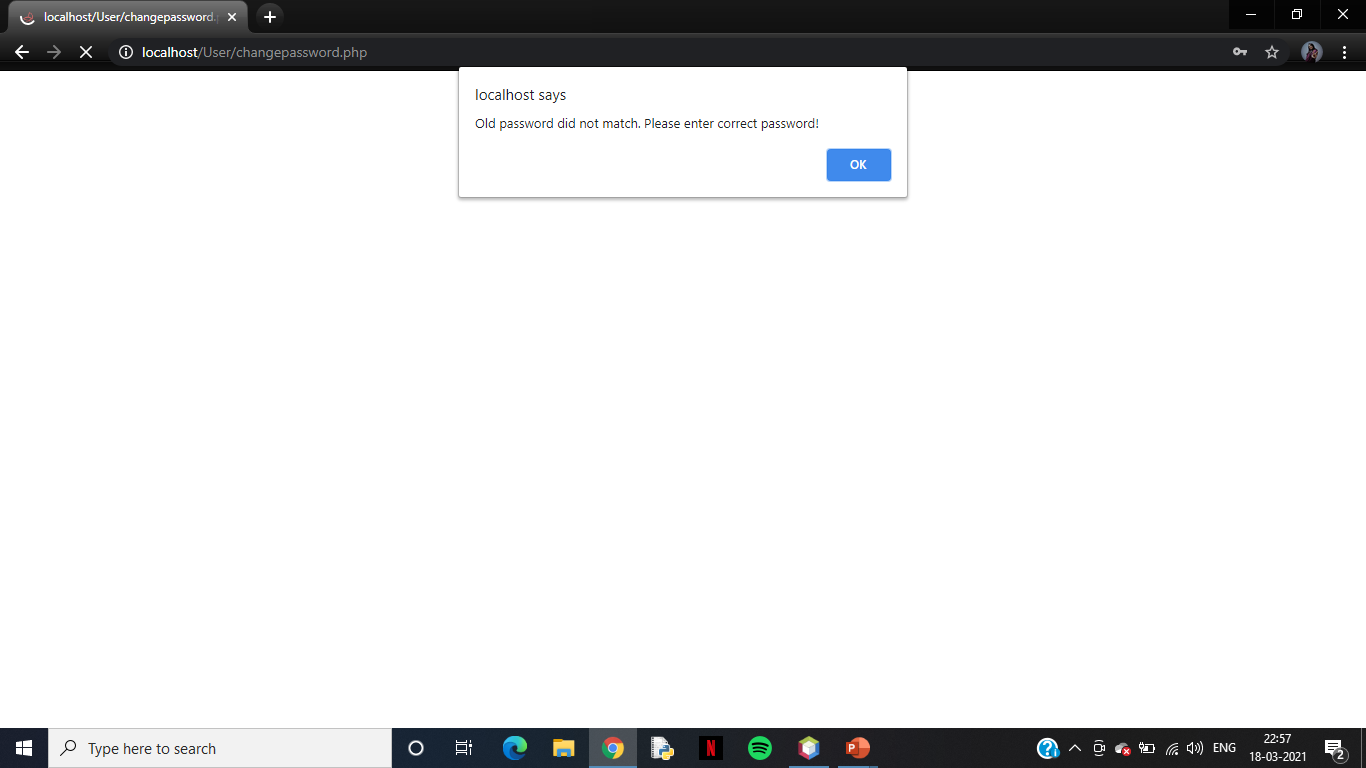 localhost/User/changepassword.p
localhost/User/changepassword.php
localhost says
Old password did not match. Please enter correct password!
OK
Type here to search
ENG
22:57
18-03-2021
2